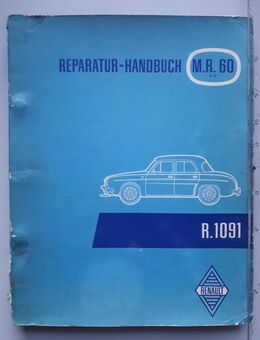 REPARATUR-HANDBUCH M.R. 60
R.1091
RENAULT